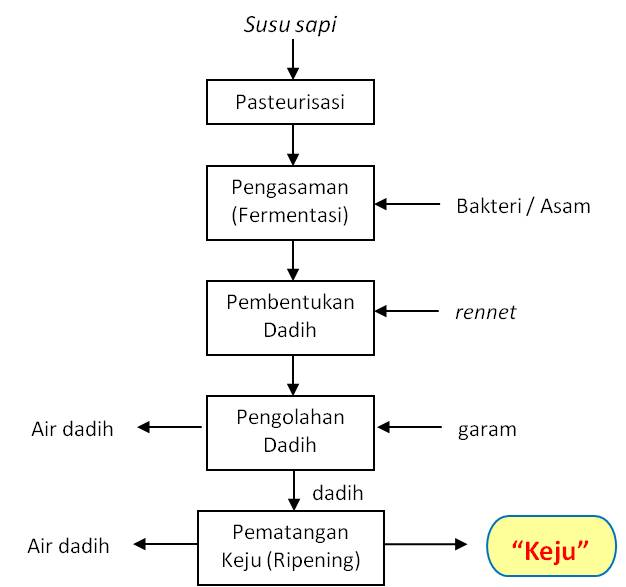 Susu sapi
Pasteurisasi
Pengasaman
(Fermentasi)
Bakteri / Asam
Pembentukan
Dadih
rennet
Air dadih
Pengolahan
Dadih
garam
dadih
Air dadih
Pematangan
Keju (Ripening)
“Keju”